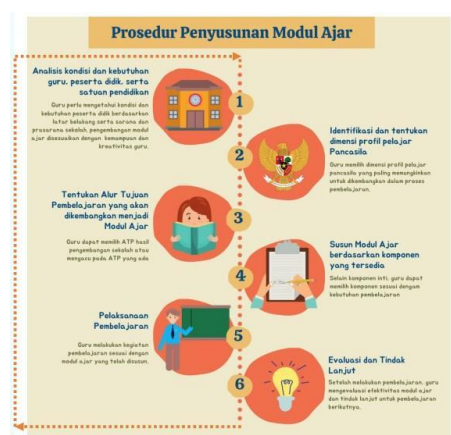 Prosedur Penyusunan Modul Ajar
Analisis kondisi dan kebutuhan
guru, peserta didik, serta
satuan pendidikan
Guru perlu mengetahui kondisi dan
kebutuhan peserta didik berdasarkan
latar belakang serta sarana dan
prasarana sekolah, pengembangan modul
ajar disesuaikan dengan kemampuan dan
kreativitas guru.
1
2
Identifikasi dan tentukan
dimensi profil pelajar
Pancasila
Guru memilih dimensi profil pelajar
pancasila yang paling memungkinkan
untuk dikembangkan dalam proses
pembelajaran.
Tentukan Alur Tujuan
Pembelajaran yang akan
dikembangkan menjadi
Modul Ajar
Guru dapat memilih ATP hasil
pengembangan sekolah atau
mengacu pada ATP yang ada
3
4
Susun Modul Ajar
berdasarkan komponen
yang tersedia
Selain komponen inti, guru dapat
memilih komponen sesuai dengan
kebutuhan pembelajaran
Pelaksanaan
Pembelajaran
Guru melakukan kegiatan
pembelajaran sesuai dengan
modul ajar yang telah disusun.
5
6
Evaluasi dan Tindak
Lanjut
Setelah melakukan pembelajaran, guru
mengevaluasi efektivitas modul ajar
dan tindak lanjut untuk pembelajaran
berikutnya.